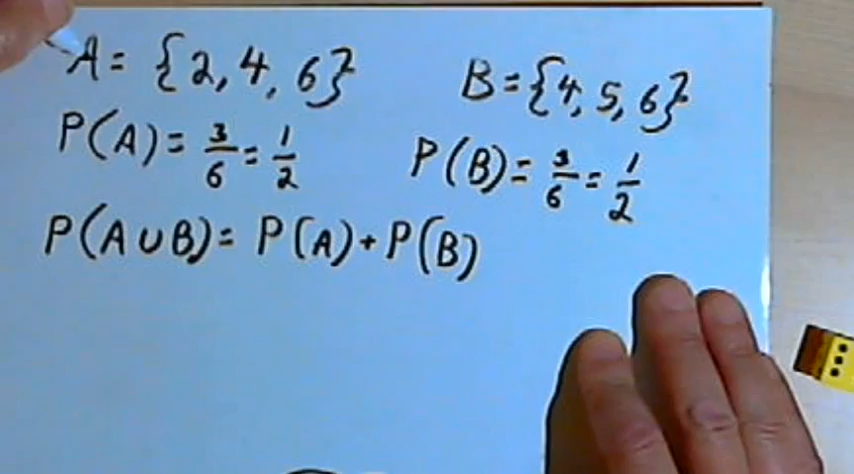 A = {2, 4, 6} B = {4, 5, 6}
P(A) = 3/6 = 1/2 P(B) = 3/6 = 1/2
P(A ∪ B) = P(A) + P(B)